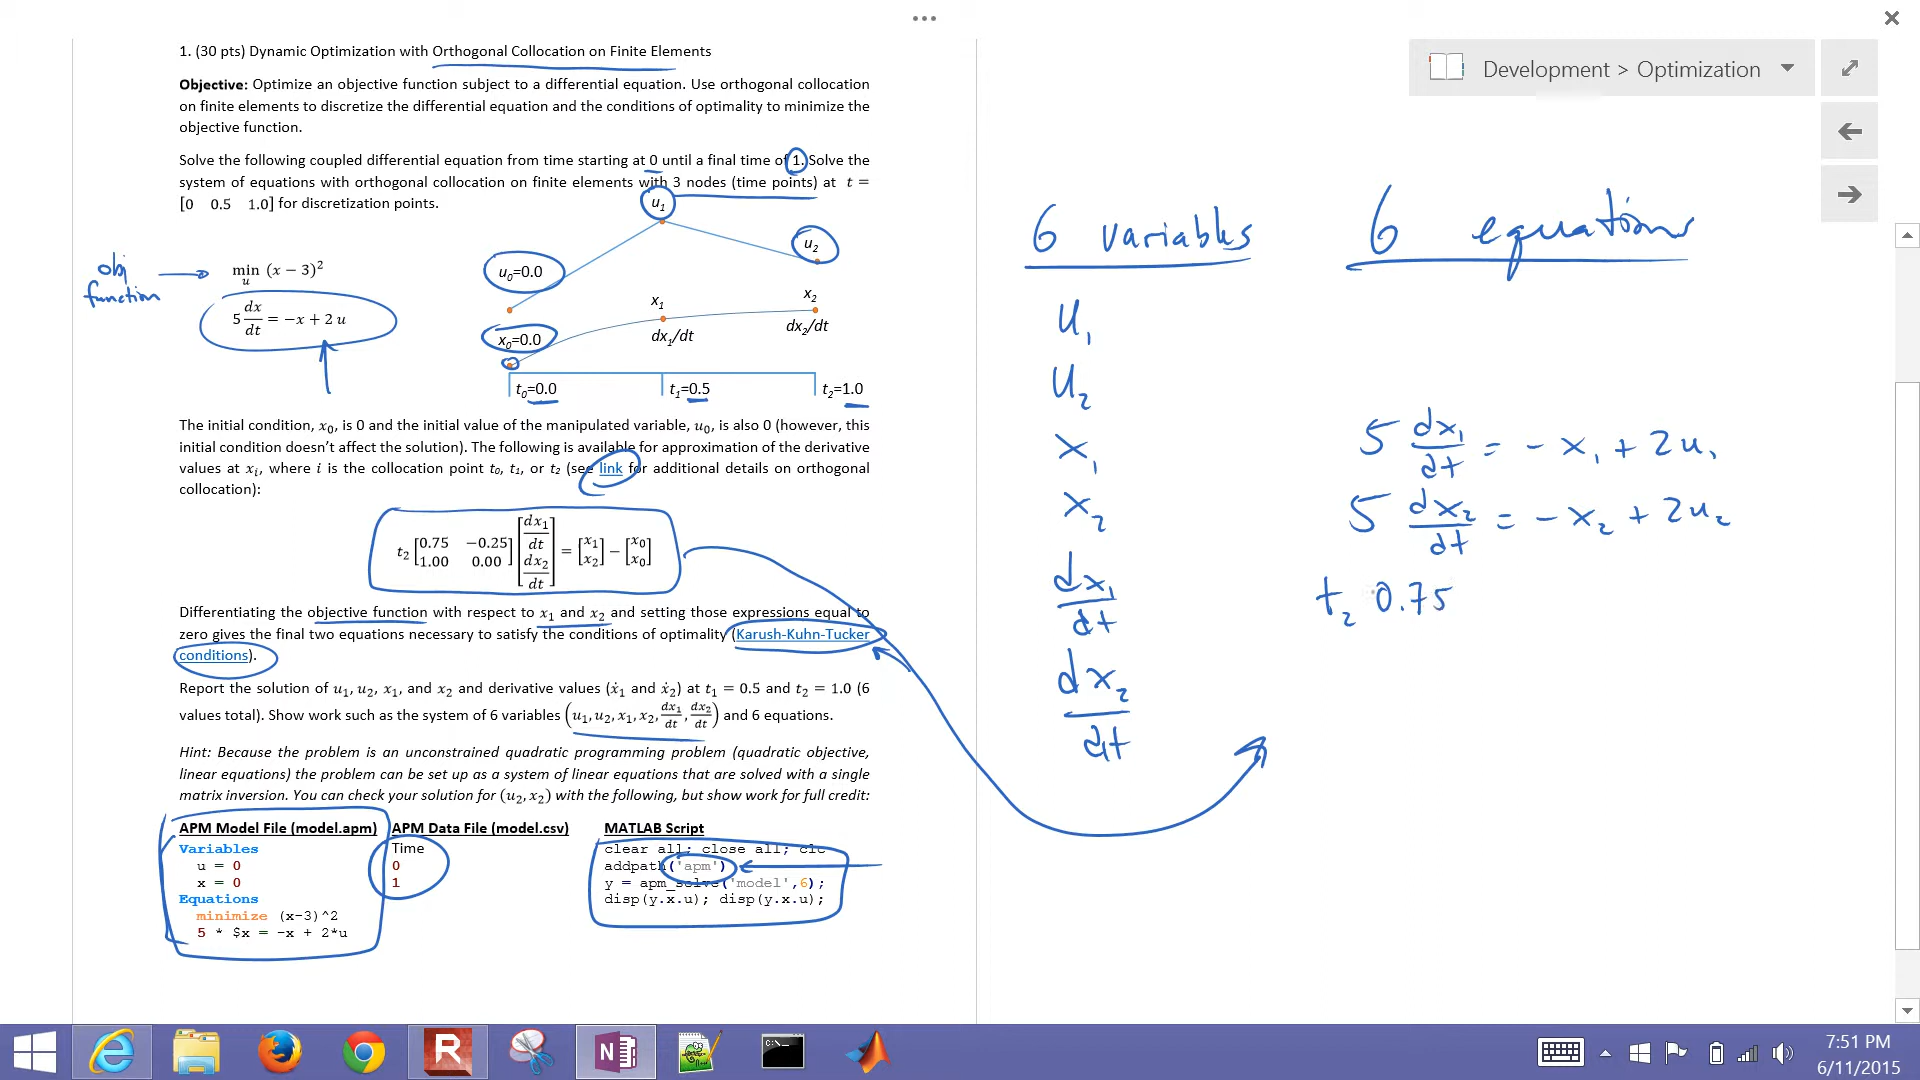 1. (30 pts) Dynamic Optimization with Orthogonal Collocation on Finite Elements
Objective: Optimize an objective function subject to a differential equation. Use orthogonal collocation
on finite elements to discretize the differential equation and the conditions of optimality to minimize the
objective function.
Solve the following coupled differential equation from time starting at 0 until a final time of 1. Solve the
system of equations with orthogonal collocation on finite elements with 3 nodes (time points) at t =
[0 0.5 1.0] for discretization points.
obj
function
min (x − 3)²
u
5 dx/dt = −x + 2 u
u₁
u₂
u₀=0.0
x₁
x₂
x₀=0.0
dx₁/dt
dx₂/dt
t₀=0.0
t₁=0.5
t₂=1.0
The initial condition, x₀, is 0 and the initial value of the manipulated variable, u₀, is also 0 (however, this
initial condition doesn't affect the solution). The following is available for approximation of the derivative
values at xᵢ, where i is the collocation point t₀, t₁, or t₂ (see link for additional details on orthogonal
collocation):
t₂ [0.75 −0.25; 1.00 0.00] [dx₁/dt; dx₂/dt] = [x₁; x₂] − [x₀; x₀]
Differentiating the objective function with respect to x₁ and x₂ and setting those expressions equal to
zero gives the final two equations necessary to satisfy the conditions of optimality (Karush-Kuhn-Tucker
conditions).
Report the solution of u₁, u₂, x₁, and x₂ and derivative values (ẋ₁ and ẋ₂) at t₁ = 0.5 and t₂ = 1.0 (6
values total). Show work such as the system of 6 variables (u₁, u₂, x₁, x₂, dx₁/dt, dx₂/dt) and 6 equations.
Hint: Because the problem is an unconstrained quadratic programming problem (quadratic objective,
linear equations) the problem can be set up as a system of linear equations that are solved with a single
matrix inversion. You can check your solution for (u₂, x₂) with the following, but show work for full credit:
APM Model File (model.apm)
Variables
u = 0
x = 0
Equations
minimize (x-3)^2
5 * $x = -x + 2*u
APM Data File (model.csv)
Time
0
1
MATLAB Script
clear all; close all; clc
addpath('apm')
y = apm_solve('model',6);
disp(y.x.u); disp(y.x.u);
6 variables
u₁
u₂
x₁
x₂
dx₁/dt
dx₂/dt
6 equations
5 dx₁/dt = - x₁ + 2u₁
5 dx₂/dt = - x₂ + 2u₂
t₂ 0.75
Development > Optimization
N
R
C:\_
7:51 PM
6/11/2015